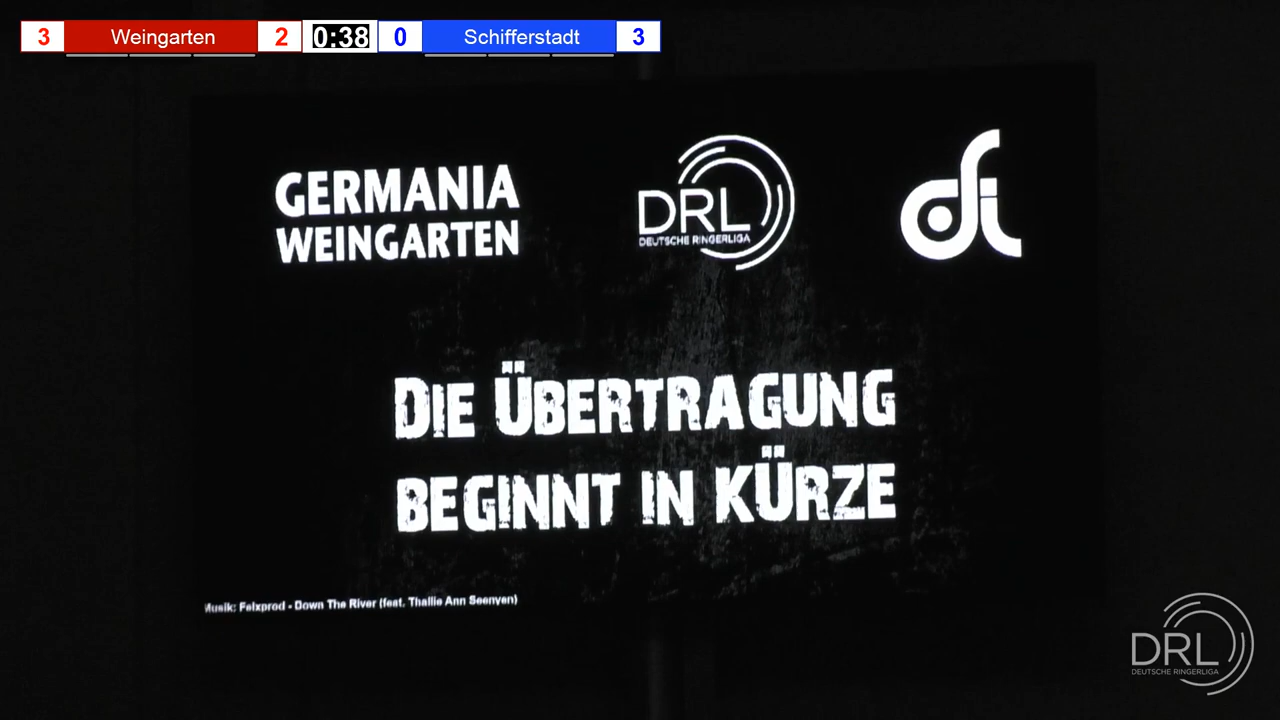 3 Weingarten 2 0:38 0 Schifferstadt 3
GERMANIA
WEINGARTEN
DRL
DEUTSCHE RINGERLIGA
DIE ÜBERTRAGUNG
BEGINNT IN KÜRZE
Musik: Felxprod - Down The River (feat. Thallie Ann Seenyen)
DRL
DEUTSCHE RINGERLIGA